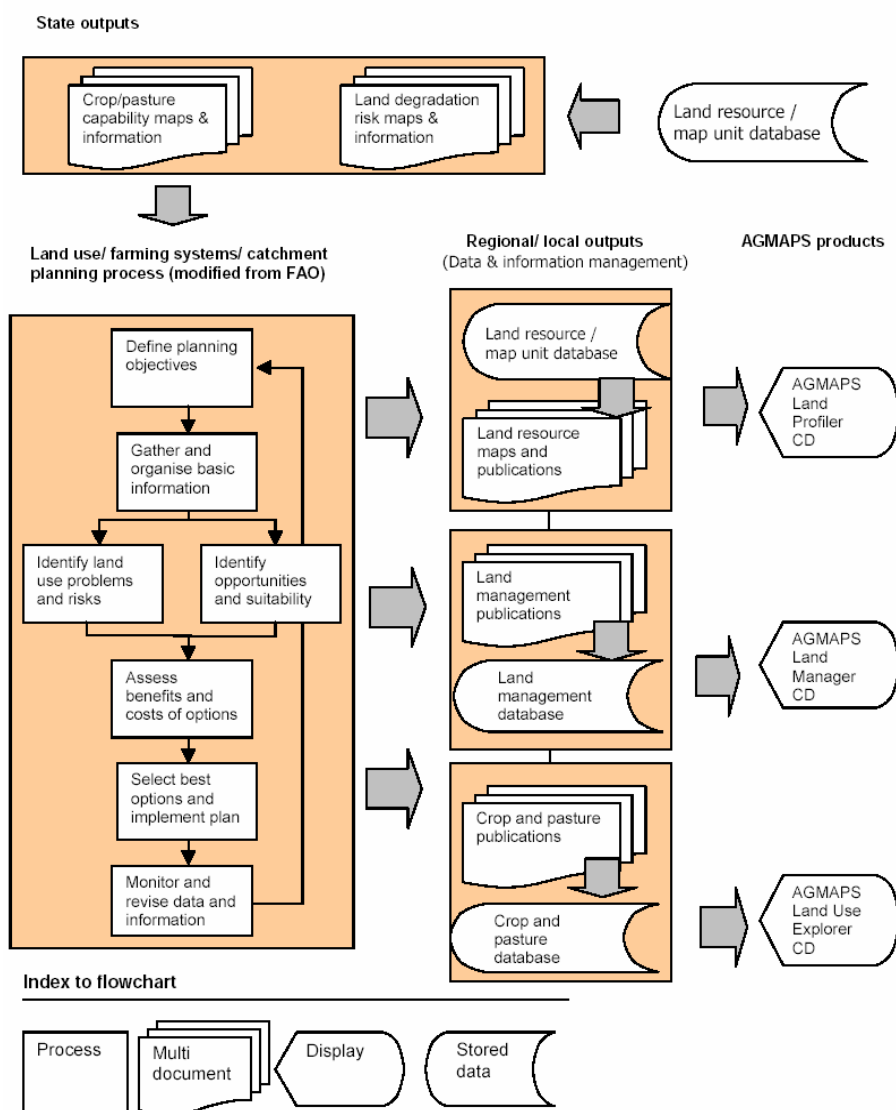 State outputs
Crop/pasture
capability maps &
information
Land degradation
risk maps &
information
Land resource /
map unit database
Land use/ farming systems/ catchment
planning process (modified from FAO)
Regional/ local outputs
(Data & information management)
AGMAPS products
Define planning
objectives
Gather and
organise basic
information
Identify land
use problems
and risks
Identify
opportunities
and suitability
Assess
benefits and
costs of options
Select best
options and
implement plan
Monitor and
revise data and
information
Land resource /
map unit database
Land resource
maps and
publications
Land
management
publications
Land
management
database
Crop and pasture
publications
Crop and
pasture
database
AGMAPS
Land
Profiler
CD
AGMAPS
Land
Manager
CD
AGMAPS
Land Use
Explorer
CD
Index to flowchart
Process
Multi
document
Display
Stored
data